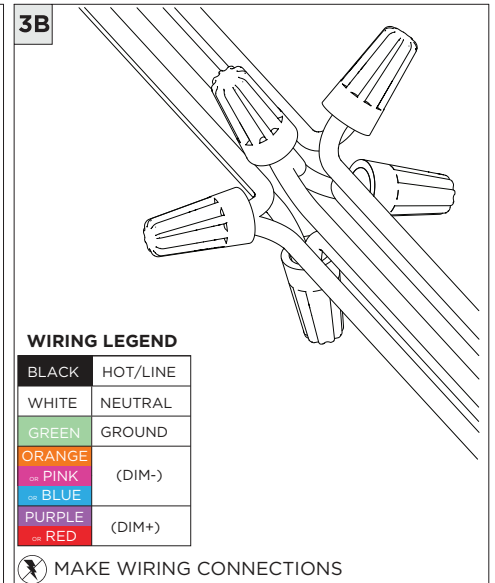 3B
WIRING LEGEND
BLACK HOT/LINE
WHITE NEUTRAL
GREEN GROUND
ORANGE
OR PINK (DIM-)
OR BLUE
PURPLE
OR RED (DIM+)
MAKE WIRING CONNECTIONS